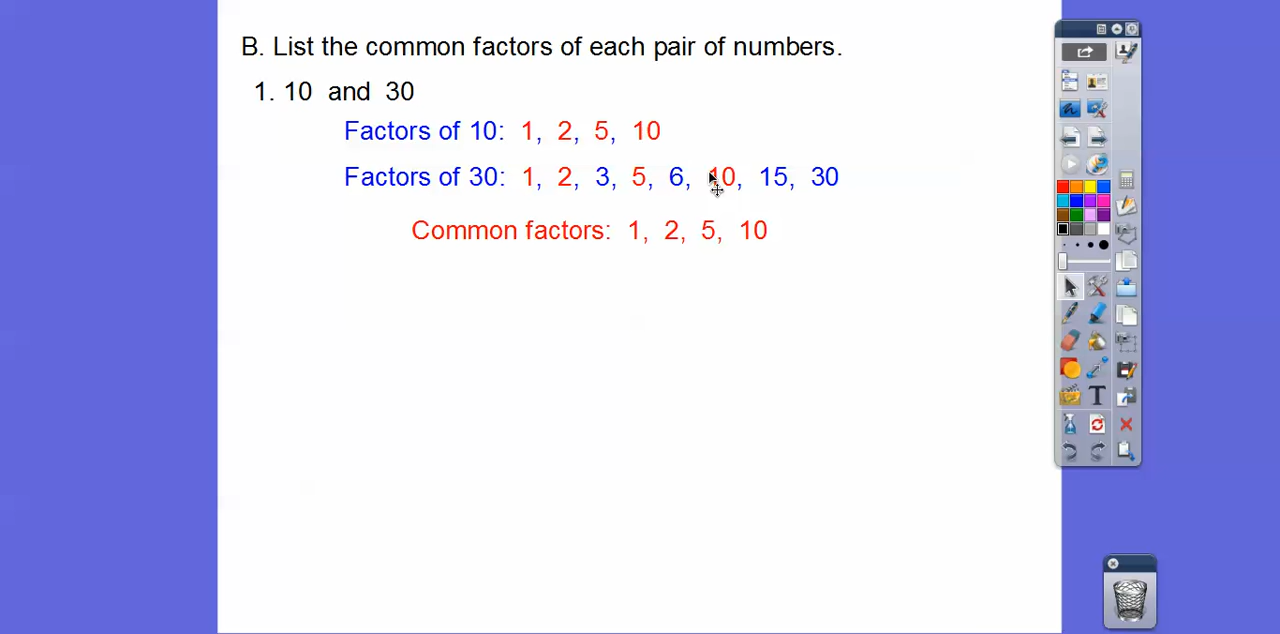 B. List the common factors of each pair of numbers.
1. 10 and 30
Factors of 10: 1, 2, 5, 10
Factors of 30: 1, 2, 3, 5, 6, 10, 15, 30
Common factors: 1, 2, 5, 10
T